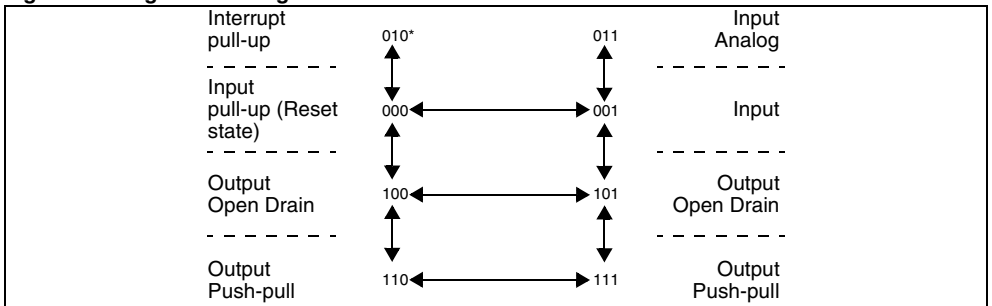 Interrupt
pull-up
010*
011
Input
Analog
Input
pull-up (Reset
state)
000
001
Input
Output
Open Drain
100
101
Output
Open Drain
Output
Push-pull
110
111
Output
Push-pull